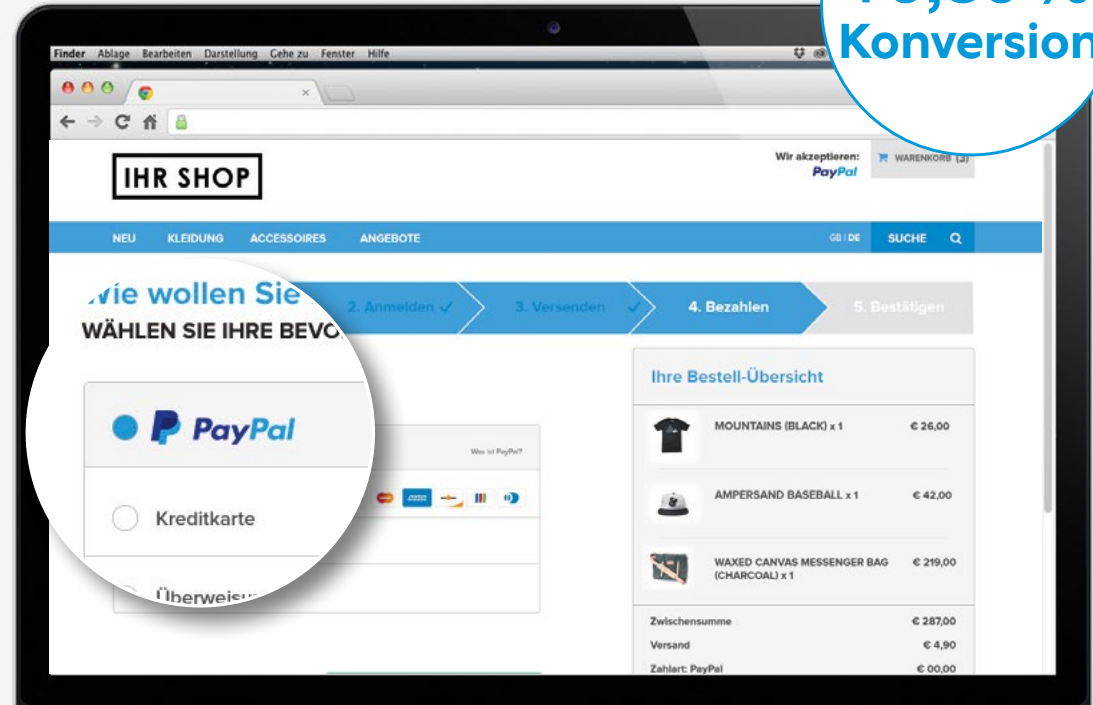 Konversion
Finder Ablage Bearbeiten Darstellung Gehe zu Fenster Hilfe
IHR SHOP
Wir akzeptieren:
PayPal
WARENKORB (3)
NEU KLEIDUNG ACCESSOIRES ANGEBOTE GB | DE SUCHE
wollen Sie
WÄHLEN SIE IHRE
2. Anmelden ✓ 3. Versenden ✓ 4. Bezahlen 5. Bestätigen
PayPal
Was ist PayPal?
Kreditkarte
Ihre Bestell-Übersicht
MOUNTAINS (BLACK) x 1 € 26,00
AMPERSAND BASEBALL x 1 € 42,00
WAXED CANVAS MESSENGER BAG € 219,00
(CHARCOAL) x 1
Zwischensumme € 287,00
Versand € 4,90
Zahlart: PayPal € 00,00